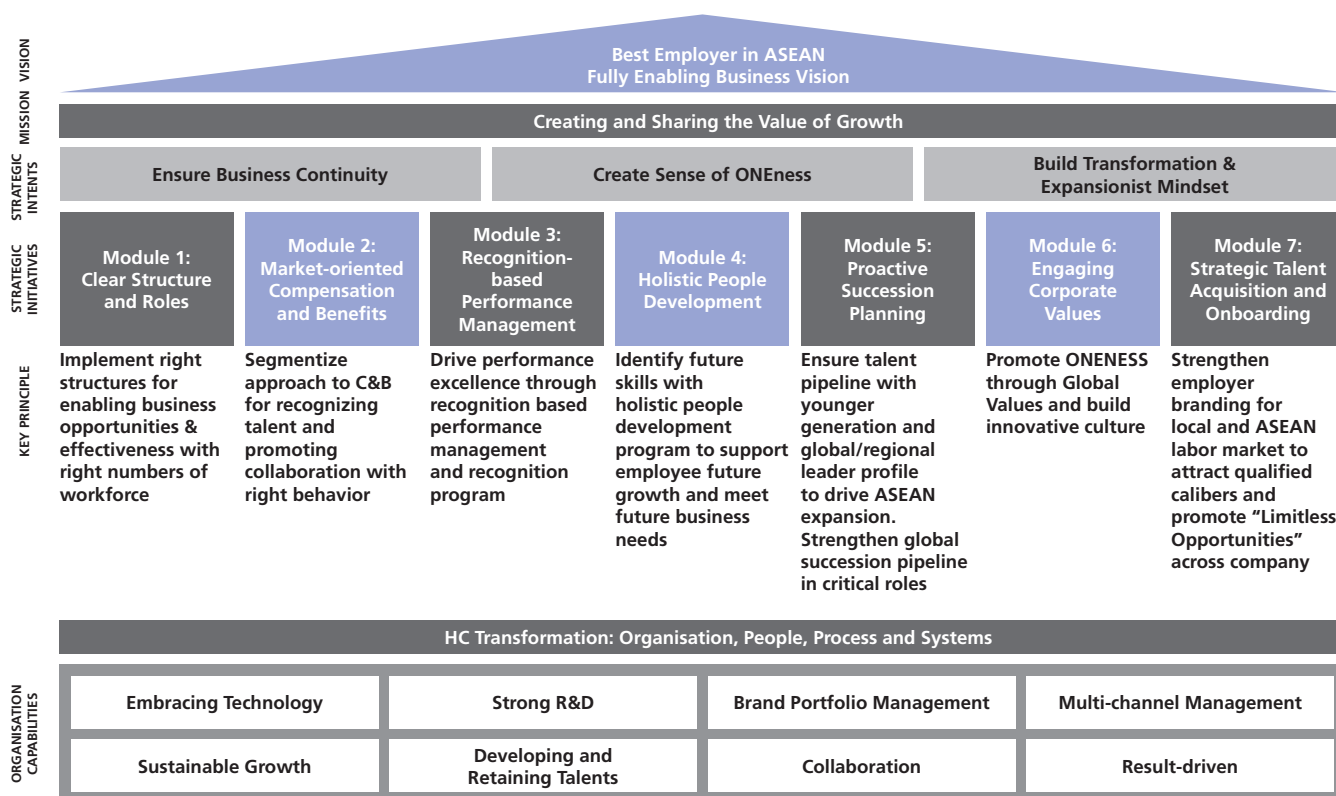 VISION
Best Employer in ASEAN
Fully Enabling Business Vision
MISSION
Creating and Sharing the Value of Growth
STRATEGIC
INTENTS
Ensure Business Continuity
Create Sense of ONEness
Build Transformation &
Expansionist Mindset
STRATEGIC
INITIATIVES
Module 1:
Clear Structure
and Roles
Module 2:
Market-oriented
Compensation
and Benefits
Module 3:
Recognition-
based
Performance
Management
Module 4:
Holistic People
Development
Module 5:
Proactive
Succession
Planning
Module 6:
Engaging
Corporate
Values
Module 7:
Strategic Talent
Acquisition and
Onboarding
KEY PRINCIPLE
Implement right
structures for
enabling business
opportunities &
effectiveness with
right numbers of
workforce
Segmentize
approach to C&B
for recognizing
talent and
promoting
collaboration with
right behavior
Drive performance
excellence through
recognition based
performance
management
and recognition
program
Identify future
skills with
holistic people
development
program to support
employee future
growth and meet
future business
needs
Ensure talent
pipeline with
younger
generation and
global/regional
leader profile
to drive ASEAN
expansion.
Strengthen global
succession pipeline
in critical roles
Promote ONENESS
through Global
Values and build
innovative culture
Strengthen
employer
branding for
local and ASEAN
labor market to
attract qualified
calibers and
promote “Limitless
Opportunities”
across company
HC Transformation: Organisation, People, Process and Systems
ORGANISATION
CAPABILITIES
Embracing Technology
Strong R&D
Brand Portfolio Management
Multi-channel Management
Sustainable Growth
Developing and
Retaining Talents
Collaboration
Result-driven